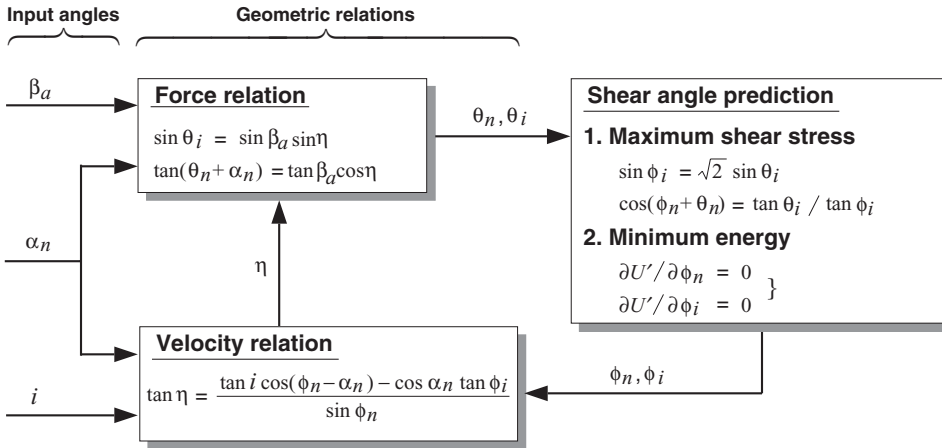 Input angles
Geometric relations
βa
αn
i
Force relation
sin θi = sin βa sinη
tan(θn + αn) = tanβa cosη
θn, θi
η
Velocity relation
tan η = (tan i cos(ϕn − αn) − cos αn tan ϕi) / sin ϕn
Shear angle prediction
1. Maximum shear stress
sin ϕi = √2 sin θi
cos(ϕn + θn) = tan θi / tan ϕi
2. Minimum energy
∂U′/∂ϕn = 0
∂U′/∂ϕi = 0 }
ϕn, ϕi